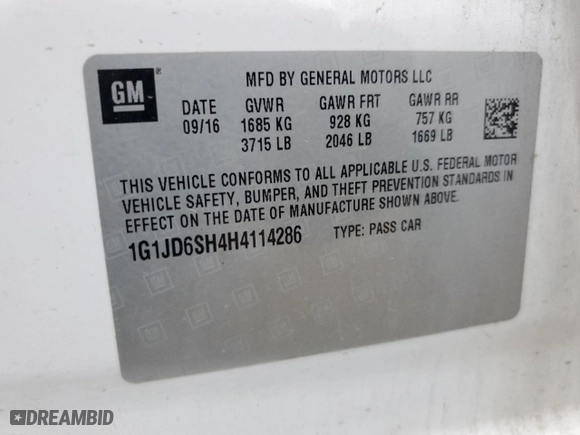 GM
MFD BY GENERAL MOTORS LLC
DATE GVWR GAWR FRT GAWR RR
09/16 1685 KG 928 KG 757 KG
3715 LB 2046 LB 1669 LB
THIS VEHICLE CONFORMS TO ALL APPLICABLE U.S. FEDERAL MOTOR
VEHICLE SAFETY, BUMPER, AND THEFT PREVENTION STANDARDS IN
EFFECT ON THE DATE OF MANUFACTURE SHOWN ABOVE.
1G1JD6SH4H4114286 TYPE: PASS CAR
DREAMBID